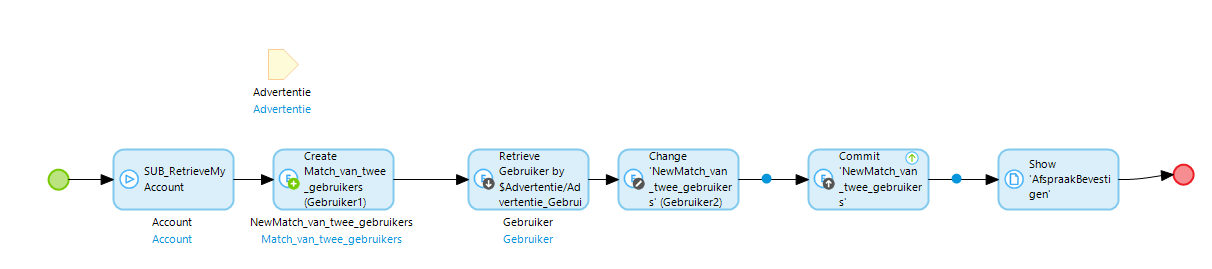 Advertentie
Advertentie
SUB_RetrieveMy
Account
Account
Account
Create
Match_van_twee
_gebruikers
(Gebruiker1)
NewMatch_van_twee_gebruikers
Match_van_twee_gebruikers
Retrieve
Gebruiker by
$Advertentie/Ad
vertentie_Gebrui
Gebruiker
Gebruiker
Change
'NewMatch_van
_twee_gebruiker
s' (Gebruiker2)
Commit
'NewMatch_van
_twee_gebruiker
s'
Show
'AfspraakBevesti
gen'